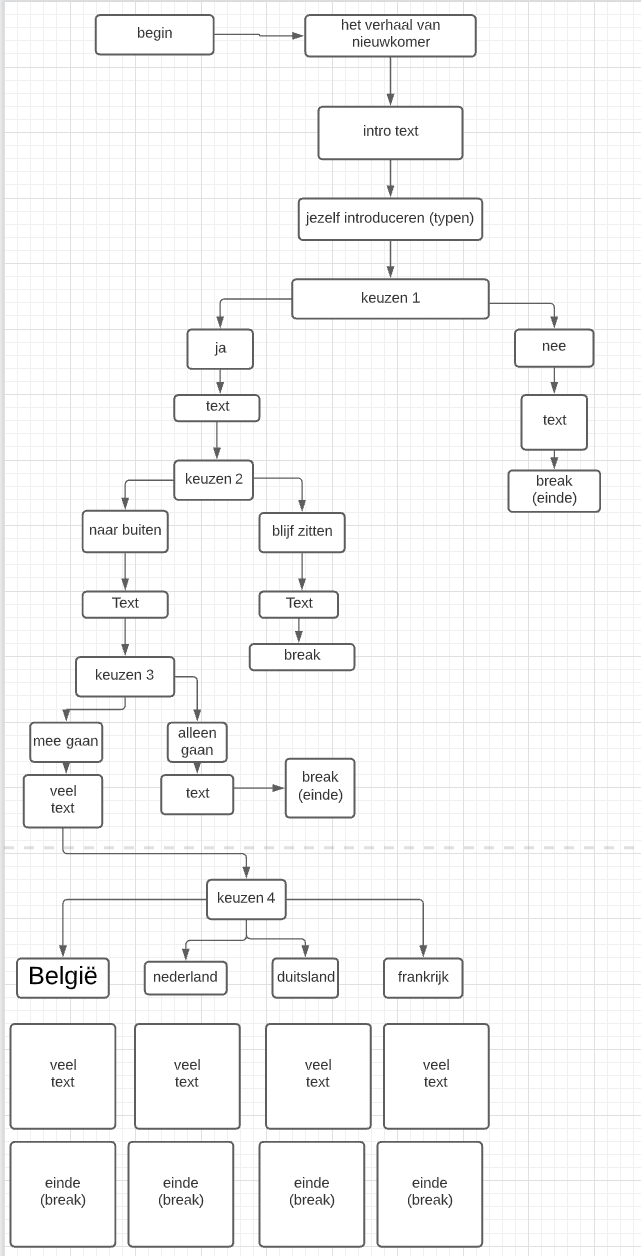 begin
het verhaal van
nieuwkomer
intro text
jezelf introduceren (typen)
keuzen 1
ja
nee
text
text
break
(einde)
keuzen 2
naar buiten
blijf zitten
Text
Text
break
keuzen 3
mee gaan
alleen
gaan
veel
text
text
break
(einde)
keuzen 4
België
nederland
duitsland
frankrijk
veel
text
veel
text
veel
text
veel
text
einde
(break)
einde
(break)
einde
(break)
einde
(break)